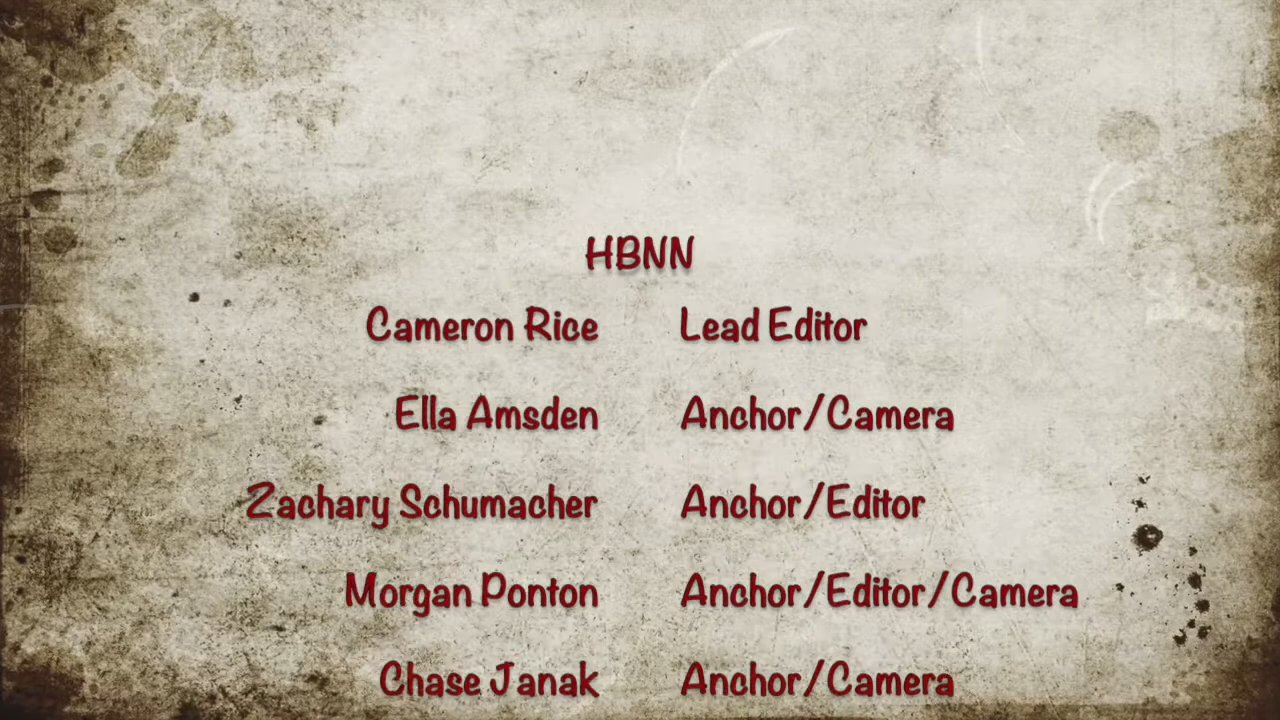 HBNN
Cameron Rice Lead Editor
Ella Amsden Anchor/Camera
Zachary Schumacher Anchor/Editor
Morgan Ponton Anchor/Editor/Camera
Chase Janak Anchor/Camera